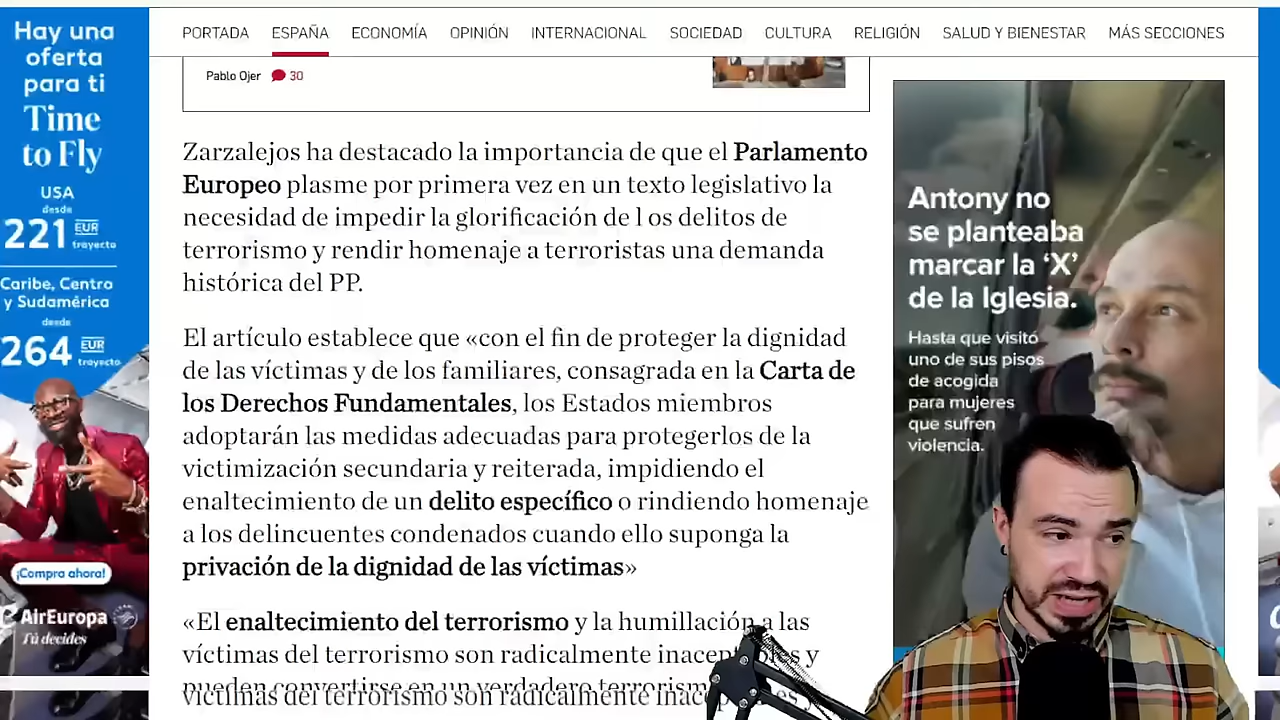 PORTADA ESPAÑA ECONOMÍA OPINIÓN INTERNACIONAL SOCIEDAD CULTURA RELIGIÓN SALUD Y BIENESTAR MÁS SECCIONES
Hay una
oferta
para ti
Time
to Fly
USA
desde
221 EUR
trayecto
Caribe, Centro
y Sudamérica
desde
264 EUR
trayecto
¡Compra ahora!
AirEuropa
Tú decides
Pablo Ojer 30
Zarzalejos ha destacado la importancia de que el Parlamento
Europeo plasme por primera vez en un texto legislativo la
necesidad de impedir la glorificación de l os delitos de
terrorismo y rendir homenaje a terroristas una demanda
histórica del PP.
El artículo establece que «con el fin de proteger la dignidad
de las víctimas y de los familiares, consagrada en la Carta de
los Derechos Fundamentales, los Estados miembros
adoptarán las medidas adecuadas para protegerlos de la
victimización secundaria y reiterada, impidiendo el
enaltecimiento de un delito específico o rindiendo homenaje
a los delincuentes condenados cuando ello suponga la
privación de la dignidad de las víctimas»
«El enaltecimiento del terrorismo y la humillación a las
víctimas del terrorismo son radicalmente y
pueden convertirse en un verdadero
víctimas del terrorismo son radicalmente
Antony no
se planteaba
marcar la ‘X’
de la Iglesia.
Hasta que visitó
uno de sus pisos
de acogida
para mujeres
que sufren
violencia.